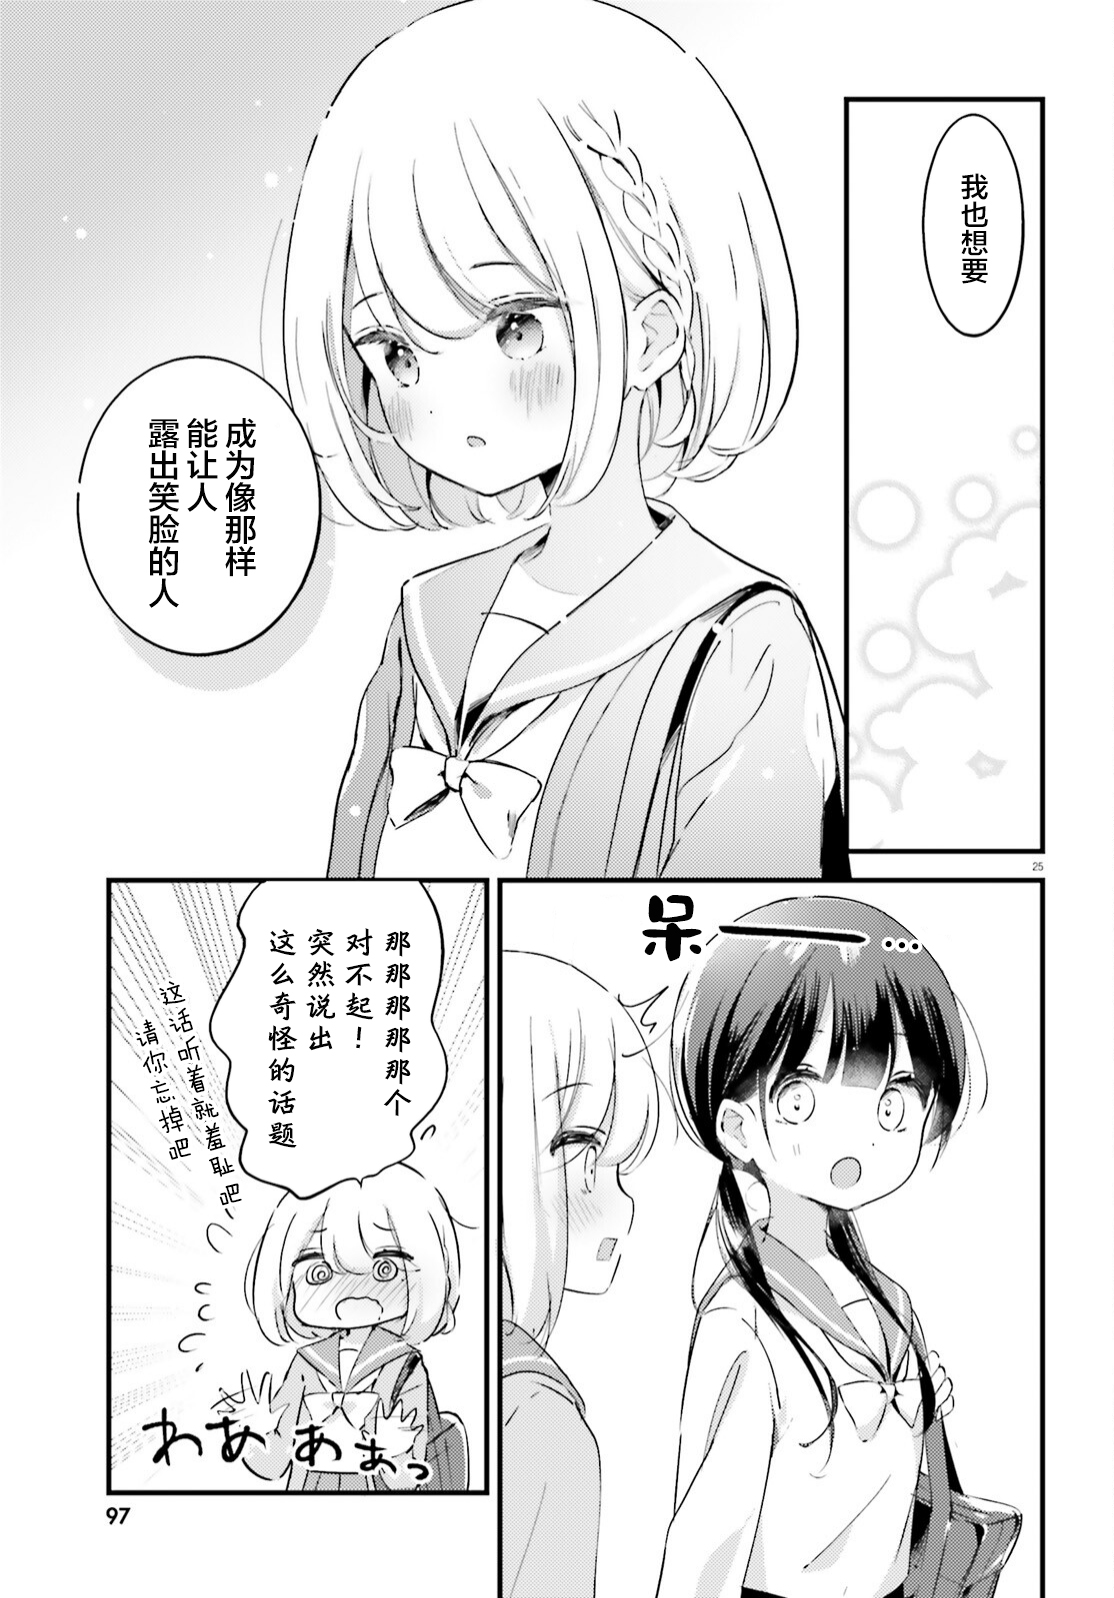 我也想要
成为像那样
能让人
露出笑脸的人
25
呆━━…
那那那那那个
对不起！
突然说出
这么奇怪的话题
这话听着就羞耻吧
请你忘掉吧
わあああぁっ
97